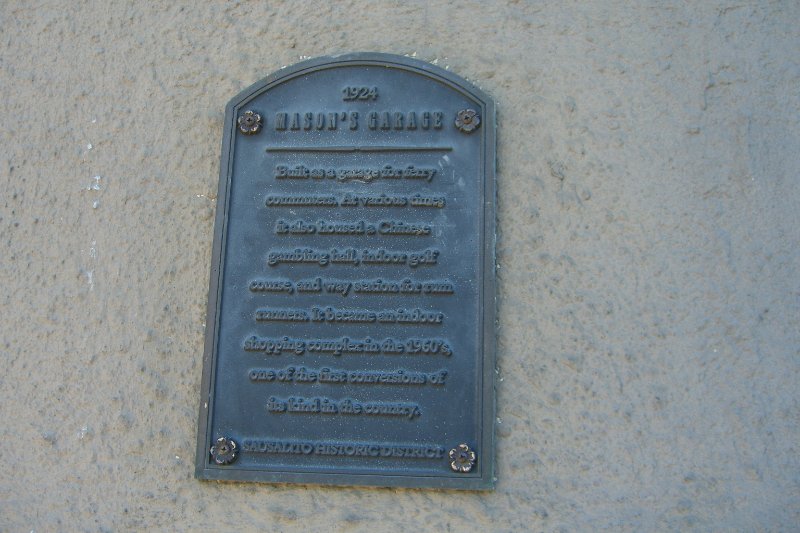 1924
MASON'S GARAGE
Built as a garage for ferry
commuters. At various times
it also housed a Chinese
gambling hall, indoor golf
course, and way station for rum
runners. It became an indoor
shopping complex in the 1960's,
one of the first conversions of
its kind in the country.
SAUSALITO HISTORIC DISTRICT